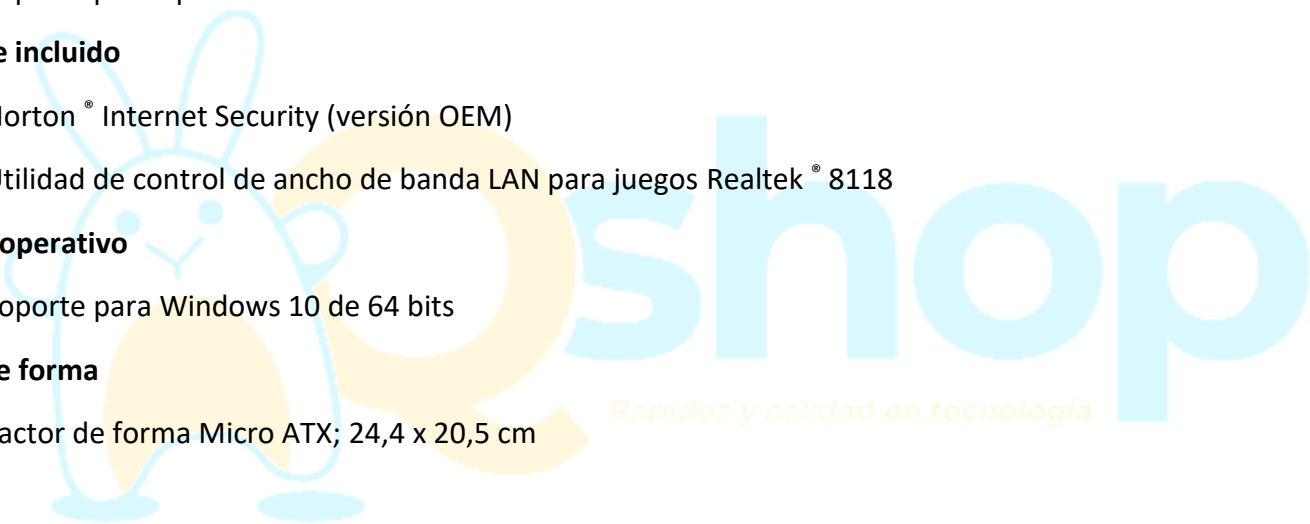 e incluido
Norton ® Internet Security (versión OEM)
Utilidad de control de ancho de banda LAN para juegos Realtek ® 8118
operativo
oporte para Windows 10 de 64 bits
e forma
actor de forma Micro ATX; 24,4 x 20,5 cm
Qshop
Rapidez y calidad en tecnología